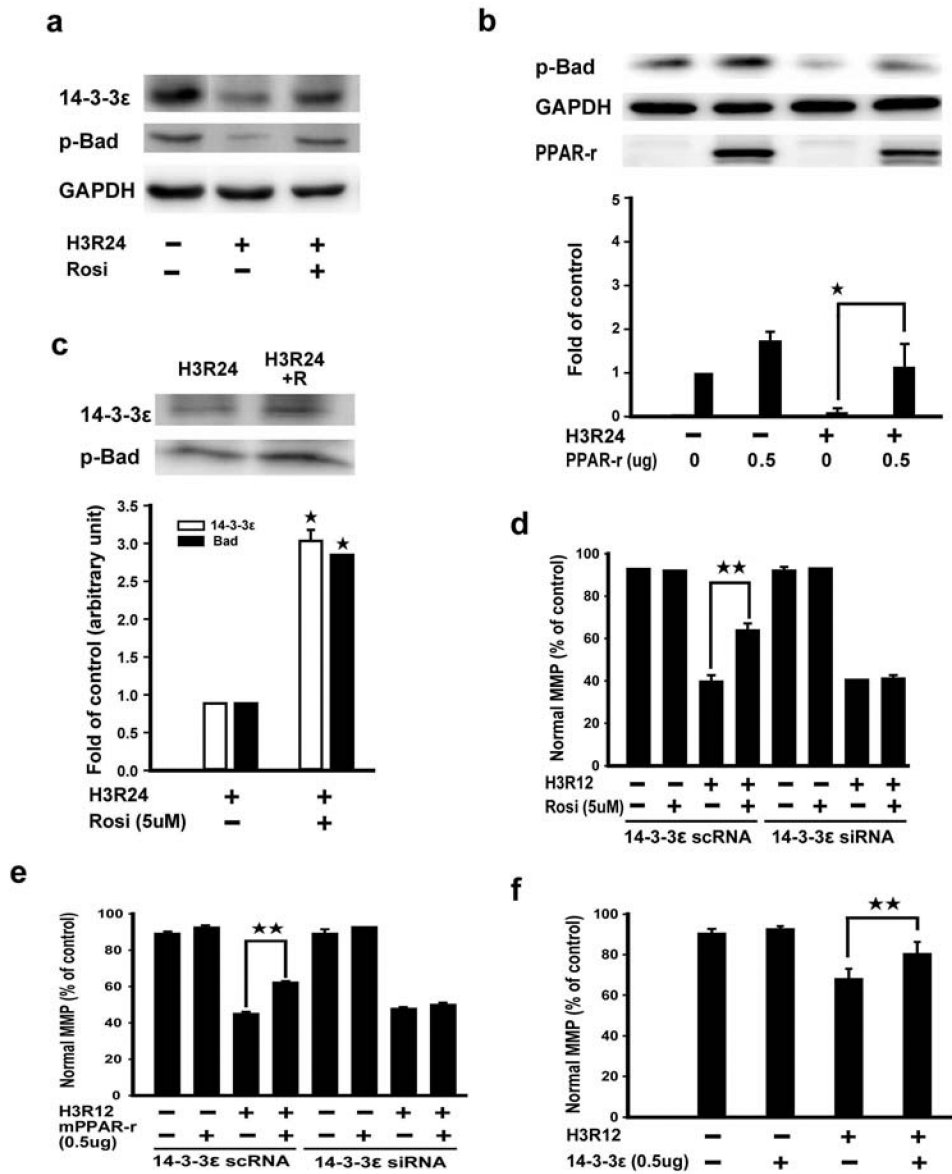 a
14-3-3ε
p-Bad
GAPDH
H3R24 − + +
Rosi − − +
b
p-Bad
GAPDH
PPAR-r
5
4
3
2
1
0
Fold of control
★
H3R24 − − + +
PPAR-r (ug) 0 0.5 0 0.5
c
H3R24 H3R24
+R
14-3-3ε
p-Bad
3.5
3.0
2.5
2.0
1.5
1.0
0.5
0.0
Fold of control (arbitrary unit)
14-3-3ε
Bad
★ ★
H3R24 + +
Rosi (5uM) − +
d
100
80
60
40
20
0
Normal MMP (% of control)
★★
H3R12 − − + + − − + +
Rosi (5uM) − + − + − + − +
14-3-3ε scRNA 14-3-3ε siRNA
e
100
80
60
40
20
0
Normal MMP (% of control)
★★
H3R12 − − + + − − + +
mPPAR-r − + − + − + − +
(0.5ug)
14-3-3ε scRNA 14-3-3ε siRNA
f
100
80
60
40
20
0
Normal MMP (% of control)
★★
H3R12 − − + +
14-3-3ε (0.5ug) − + − +